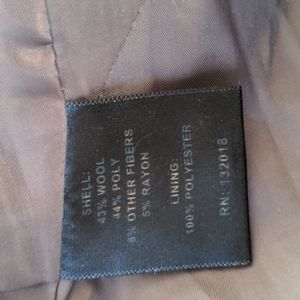 SHELL:
43% WOOL
44% POLY
8% OTHER FIBERS
5% RAYON
LINING:
100% POLYESTER
RN: 132018